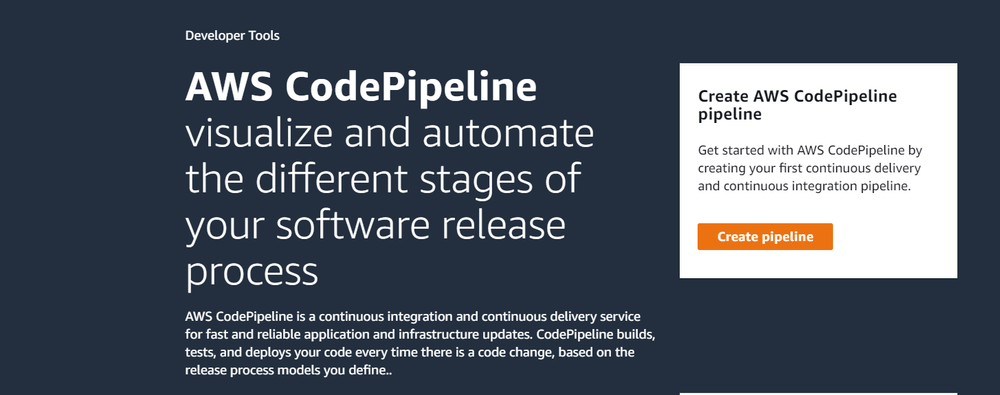 Developer Tools
AWS CodePipeline
visualize and automate
the different stages of
your software release
process
AWS CodePipeline is a continuous integration and continuous delivery service
for fast and reliable application and infrastructure updates. CodePipeline builds,
tests, and deploys your code every time there is a code change, based on the
release process models you define..
Create AWS CodePipeline
pipeline
Get started with AWS CodePipeline by
creating your first continuous delivery
and continuous integration pipeline.
Create pipeline